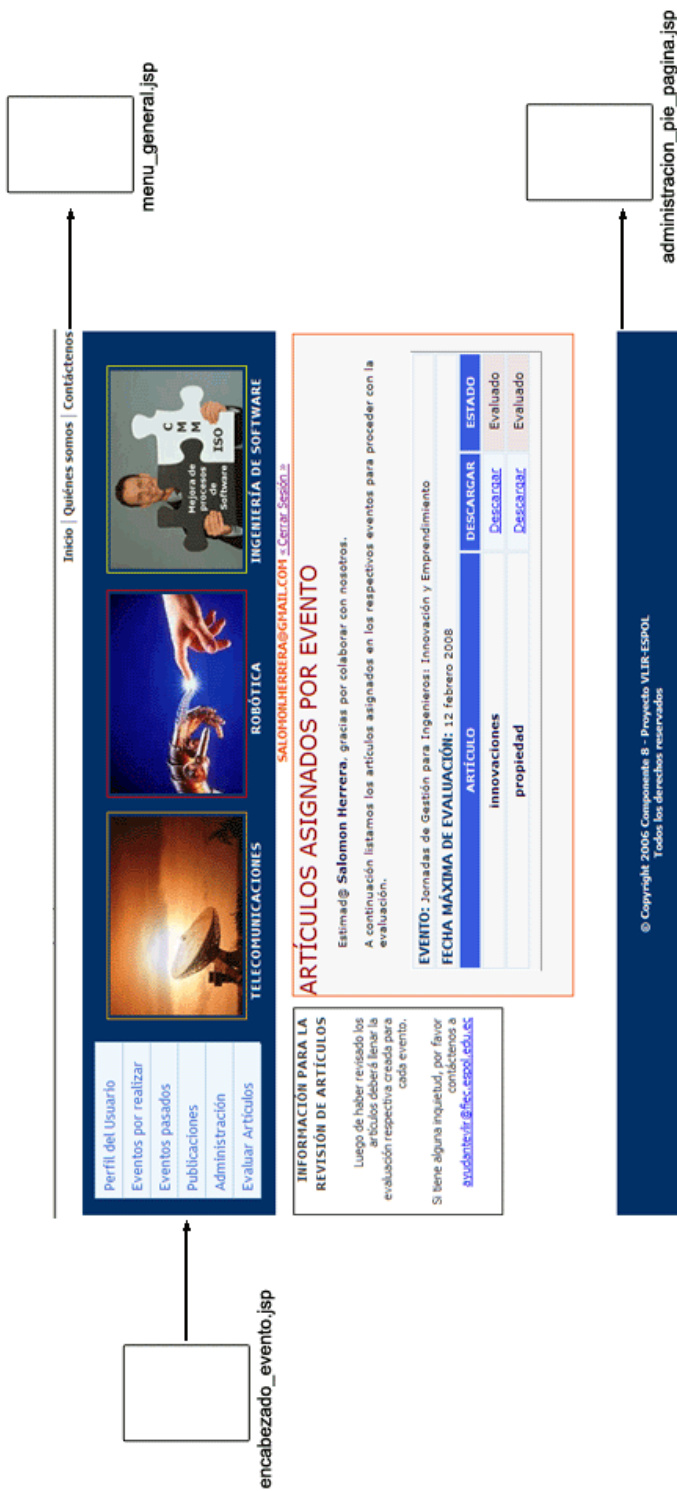 menu_general.jsp
Inicio | Quiénes somos | Contáctenos
encabezado_evento.jsp
Perfil del Usuario
Eventos por realizar
Eventos pasados
Publicaciones
Administración
Evaluar Artículos
Mejora de
procesos
de
Software
C
M
M
ISO
TELECOMUNICACIONES
ROBÓTICA
INGENIERÍA DE SOFTWARE
SALOMON.HERRERA@GMAIL.COM « Cerrar Sesión »
INFORMACIÓN PARA LA
REVISIÓN DE ARTÍCULOS
Luego de haber revisado los
artículos deberá llenar la
evaluación respectiva creada para
cada evento.
Si tiene alguna inquietud, por favor
contáctenos a
ayudantevlir@fiec.espol.edu.ec
ARTÍCULOS ASIGNADOS POR EVENTO
Estimad@ Salomon Herrera, gracias por colaborar con nosotros.
A continuación listamos los artículos asignados en los respectivos eventos para proceder con la
evaluación.
EVENTO: Jornadas de Gestión para Ingenieros: Innovación y Emprendimiento
FECHA MÁXIMA DE EVALUACIÓN: 12 febrero 2008
ARTÍCULO DESCARGAR ESTADO
innovaciones Descargar Evaluado
propiedad Descargar Evaluado
© Copyright 2006 Componente 8 - Proyecto VLIR-ESPOL
Todos los derechos reservados
administracion_pie_pagina.jsp